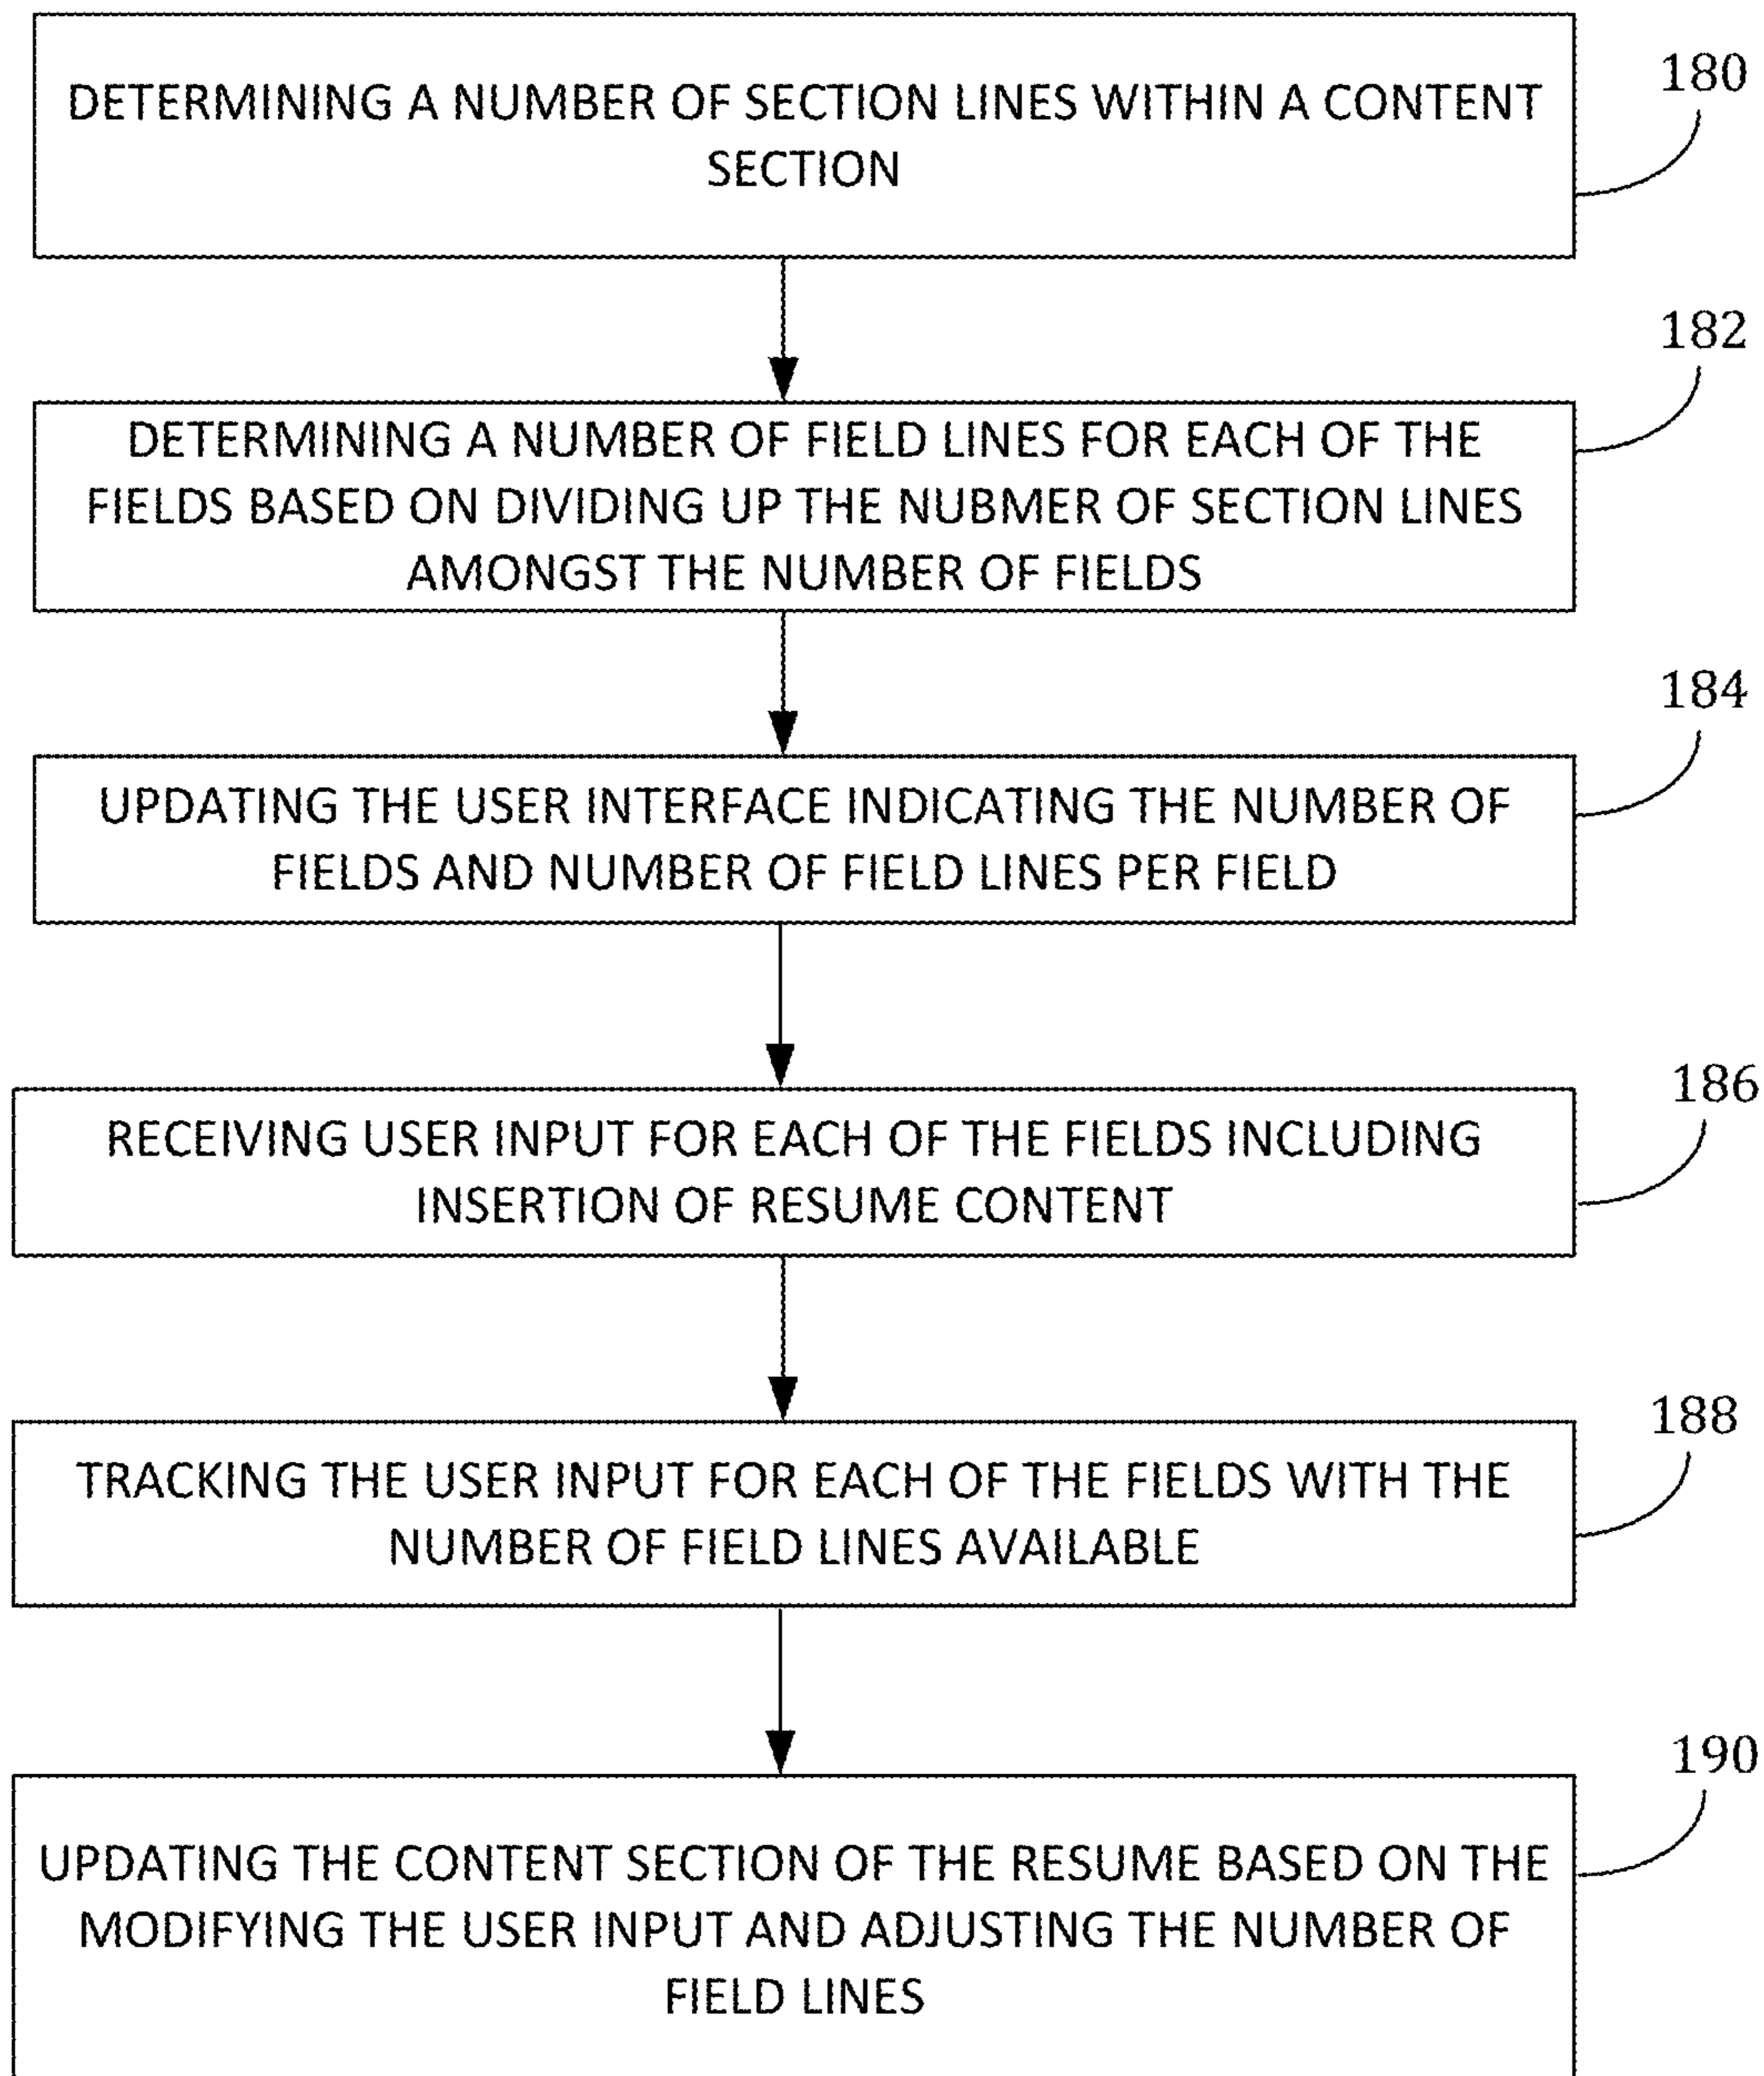 DETERMINING A NUMBER OF SECTION LINES WITHIN A CONTENT
SECTION
180
182
DETERMINING A NUMBER OF FIELD LINES FOR EACH OF THE
FIELDS BASED ON DIVIDING UP THE NUBMER OF SECTION LINES
AMONGST THE NUMBER OF FIELDS
184
UPDATING THE USER INTERFACE INDICATING THE NUMBER OF
FIELDS AND NUMBER OF FIELD LINES PER FIELD
186
RECEIVING USER INPUT FOR EACH OF THE FIELDS INCLUDING
INSERTION OF RESUME CONTENT
188
TRACKING THE USER INPUT FOR EACH OF THE FIELDS WITH THE
NUMBER OF FIELD LINES AVAILABLE
190
UPDATING THE CONTENT SECTION OF THE RESUME BASED ON THE
MODIFYING THE USER INPUT AND ADJUSTING THE NUMBER OF
FIELD LINES